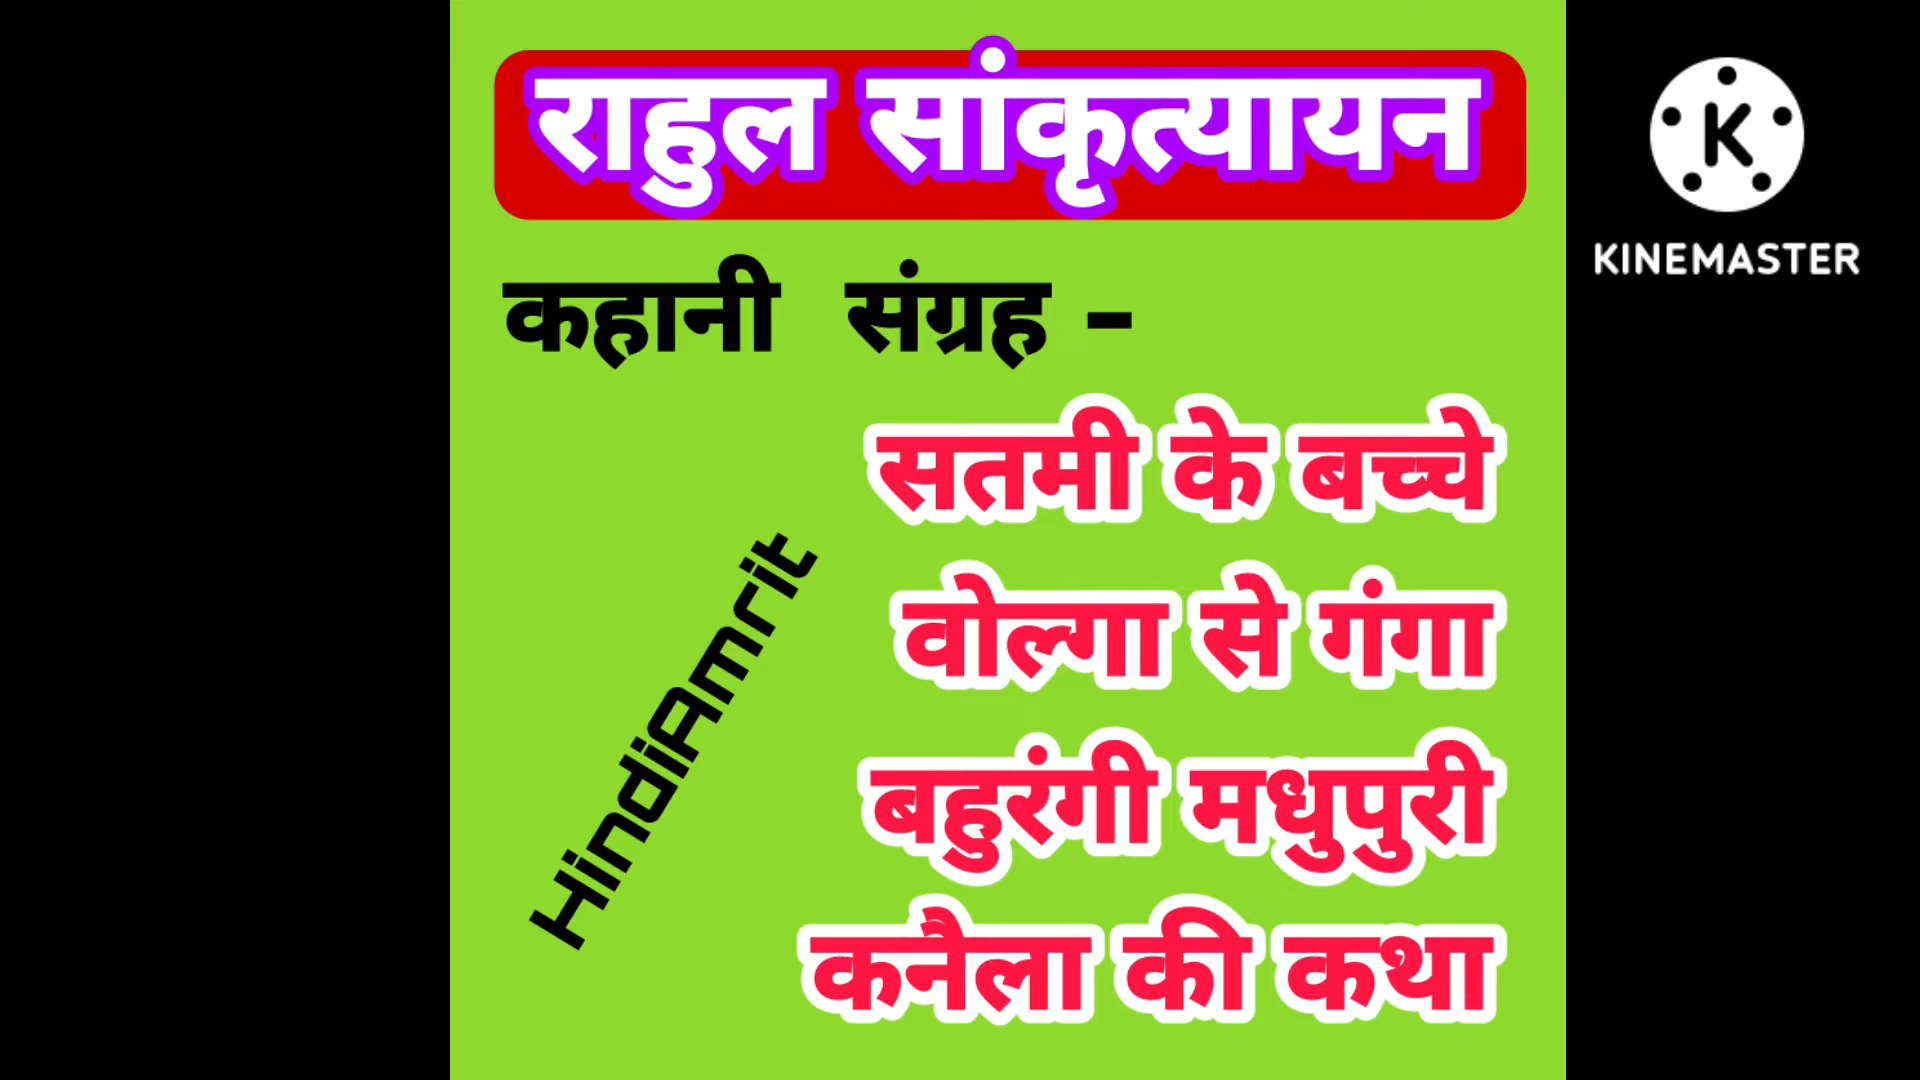 राहुल सांकृत्यायन
कहानी संग्रह -
सतमी के बच्चे
वोल्गा से गंगा
बहुरंगी मधुपुरी
कनैला की कथा
HindiAmrit
K
KINEMASTER